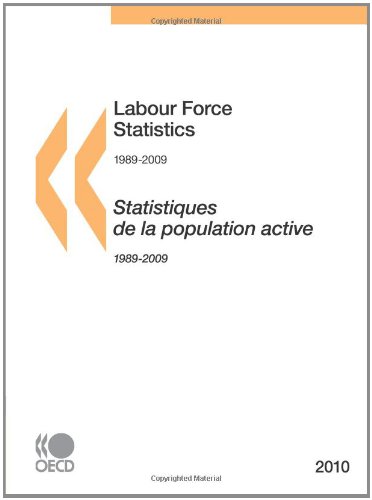 Copyrighted Material
Labour Force
Statistics
1989-2009
Statistiques
de la population active
1989-2009
OECD
2010
Copyrighted Material